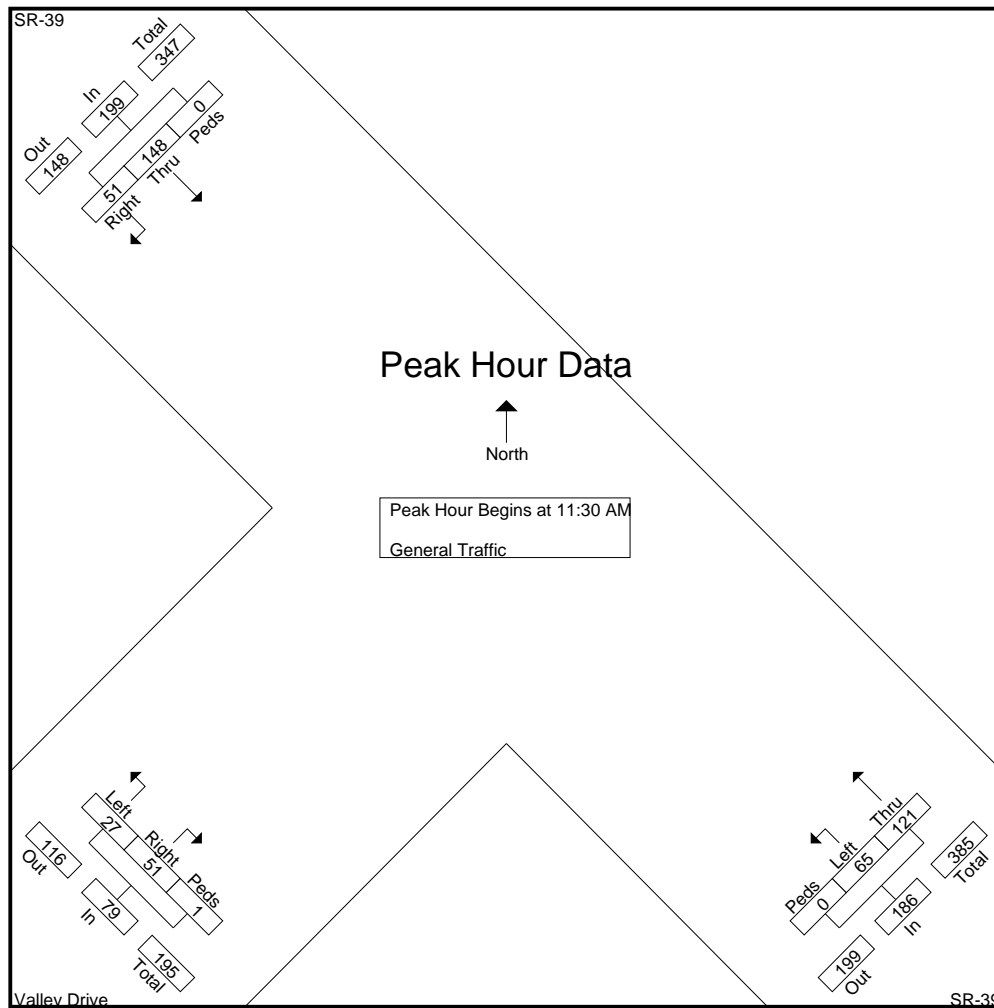 SR-39
Total
347
In
199
Out
148
0
Peds
148
Thru
51
Right
Peak Hour Data
North
Peak Hour Begins at 11:30 AM
General Traffic
Left
27
Right
51
Peds
1
116
Out
79
In
195
Total
Thru
121
Left
65
Peds
0
385
Total
186
In
199
Out
Valley Drive
SR-39